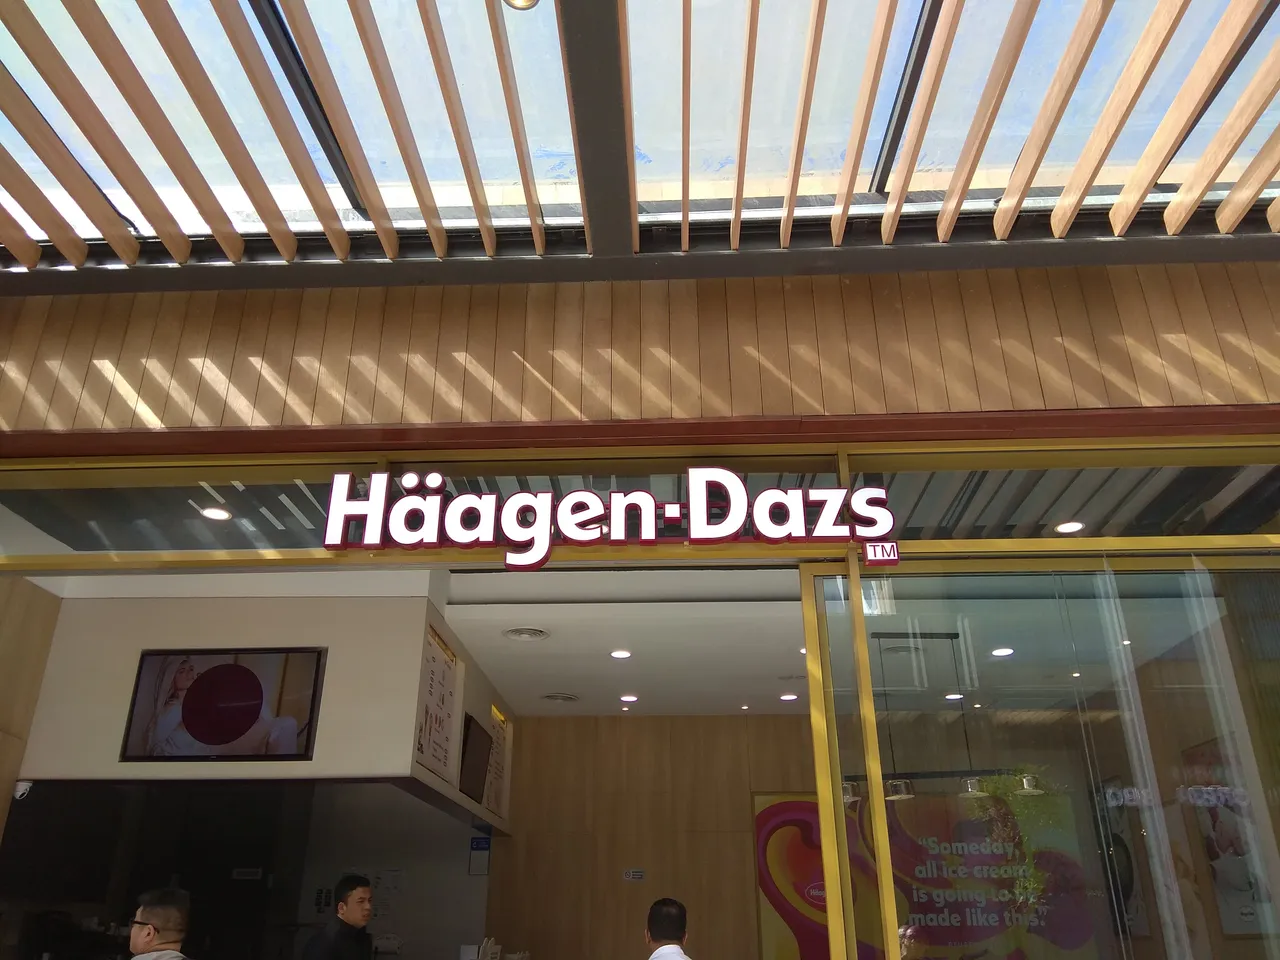 Häagen-Dazs
TM
"Someday,
all ice cream
is going to be
made like this."